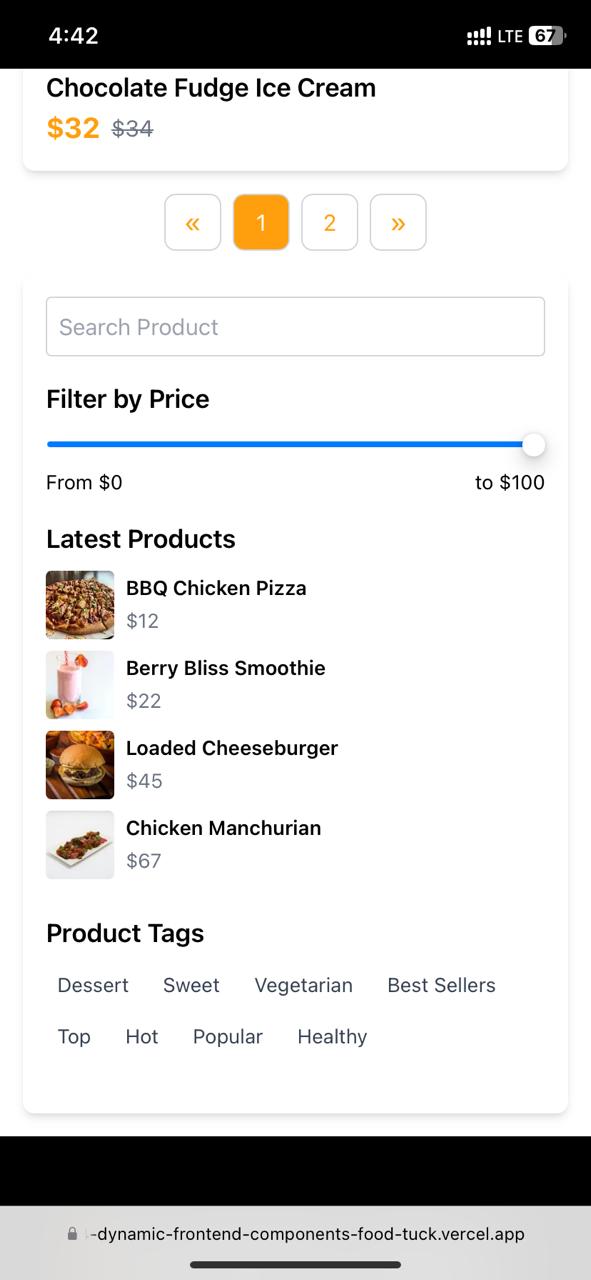 4:42 LTE 67
Chocolate Fudge Ice Cream
$32 $34
« 1 2 »
Search Product
Filter by Price
From $0 to $100
Latest Products
BBQ Chicken Pizza
$12
Berry Bliss Smoothie
$22
Loaded Cheeseburger
$45
Chicken Manchurian
$67
Product Tags
Dessert Sweet Vegetarian Best Sellers
Top Hot Popular Healthy
-dynamic-frontend-components-food-tuck.vercel.app